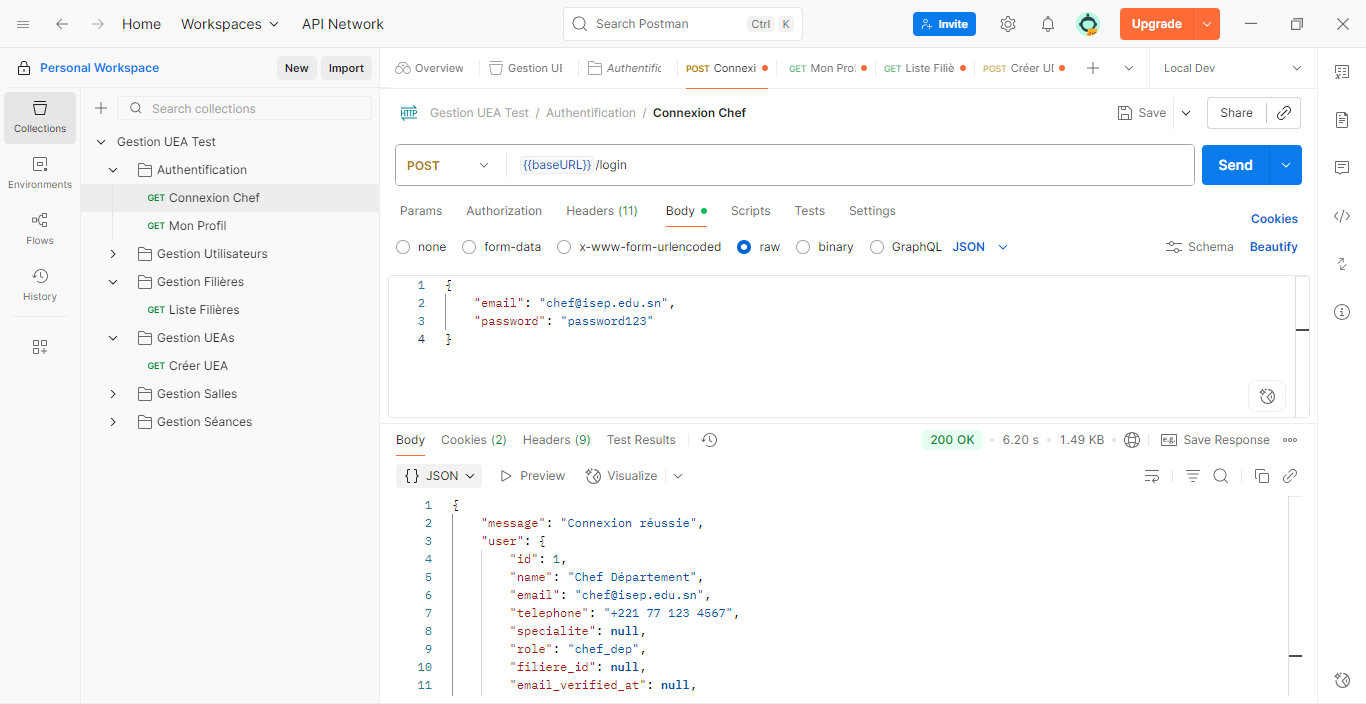 Home Workspaces API Network Search Postman Ctrl K Invite Upgrade
Personal Workspace New Import Overview Gestion UE Authentific POST Connexi GET Mon Pro GET Liste Filiè POST Créer UE Local Dev
Collections
Environments
Flows
History
Search collections
Gestion UEA Test
Authentification
GET Connexion Chef
GET Mon Profil
Gestion Utilisateurs
Gestion Filières
GET Liste Filières
Gestion UEAs
GET Créer UEA
Gestion Salles
Gestion Séances
HTTP Gestion UEA Test / Authentification / Connexion Chef Save Share
POST {{baseURL}}/login Send
Params Authorization Headers (11) Body Scripts Tests Settings Cookies
none form-data x-www-form-urlencoded raw binary GraphQL JSON Schema Beautify
1 {
2 "email": "chef@isep.edu.sn",
3 "password": "password123"
4 }
Body Cookies (2) Headers (9) Test Results 200 OK 6.20 s 1.49 KB e.g. Save Response
{} JSON Preview Visualize
1 {
2 "message": "Connexion réussie",
3 "user": {
4 "id": 1,
5 "name": "Chef Département",
6 "email": "chef@isep.edu.sn",
7 "telephone": "+221 77 123 4567",
8 "specialite": null,
9 "role": "chef_dep",
10 "filiere_id": null,
11 "email_verified_at": null,